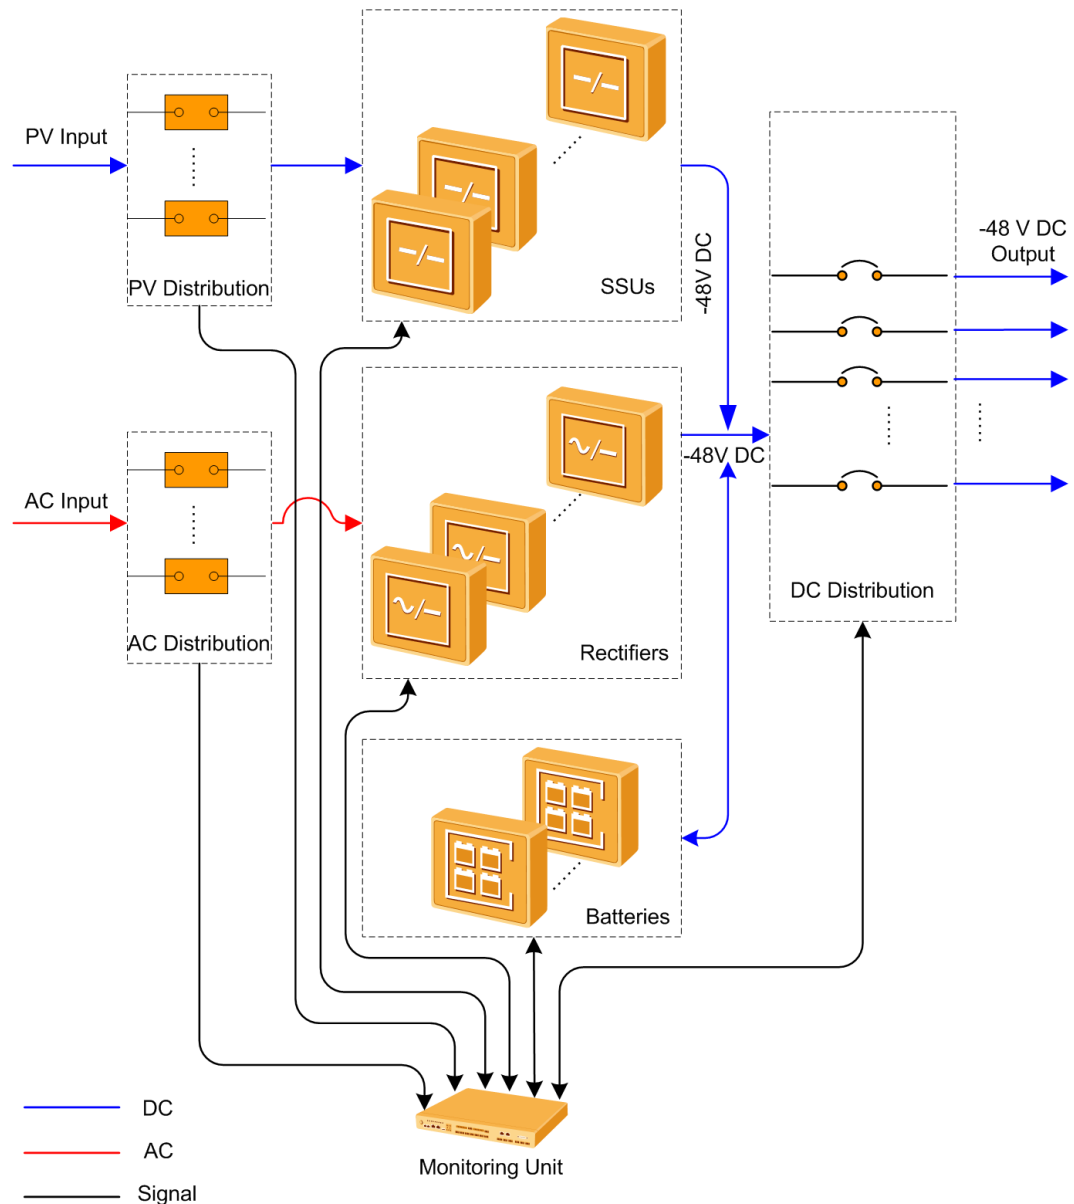 PV Input
PV Distribution
SSUs
-48V DC
-48 V DC
Output
AC Input
AC Distribution
Rectifiers
-48V DC
DC Distribution
Batteries
Monitoring Unit
DC
AC
Signal